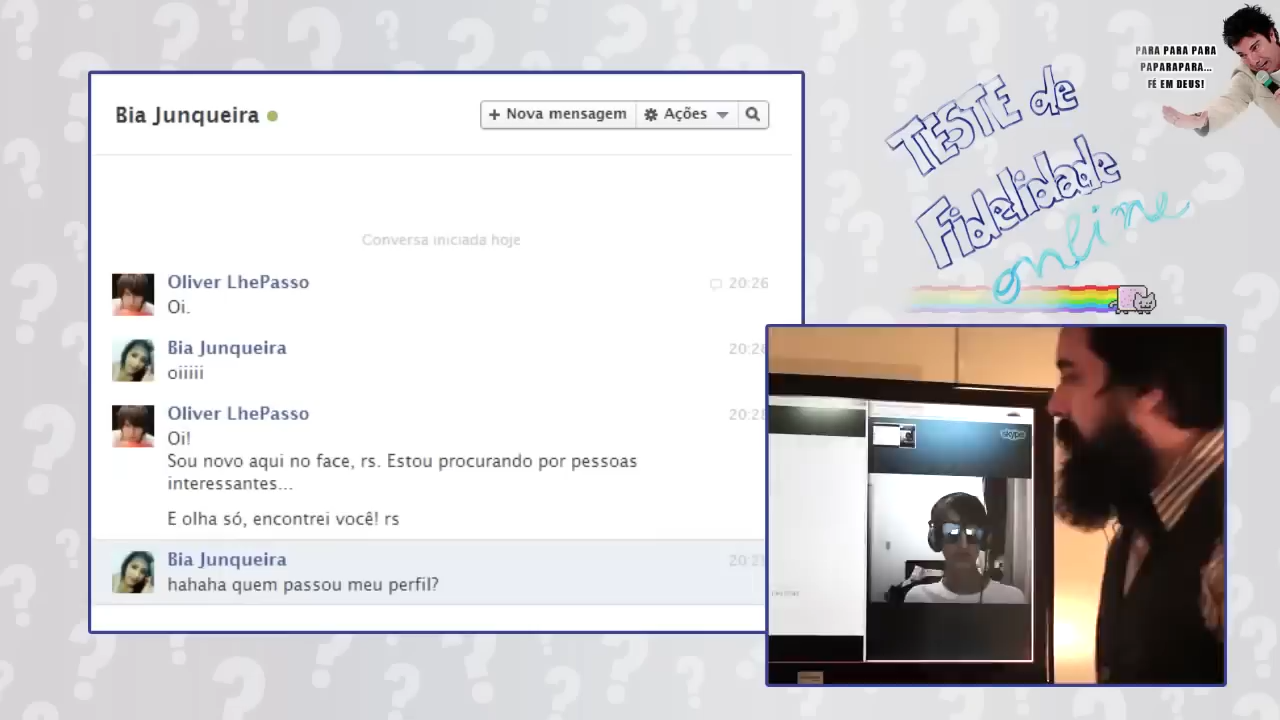 Bia Junqueira
+ Nova mensagem
Ações
Conversa iniciada hoje
Oliver LhePasso
20:26
Oi.
Bia Junqueira
oiiiii
Oliver LhePasso
Oi!
Sou novo aqui no face, rs. Estou procurando por pessoas
interessantes...
E olha só, encontrei você! rs
Bia Junqueira
hahaha quem passou meu perfil?
PARA PARA PARA
PAPARAPARA...
FÉ EM DEUS!
TESTE de
Fidelidade
online
skype